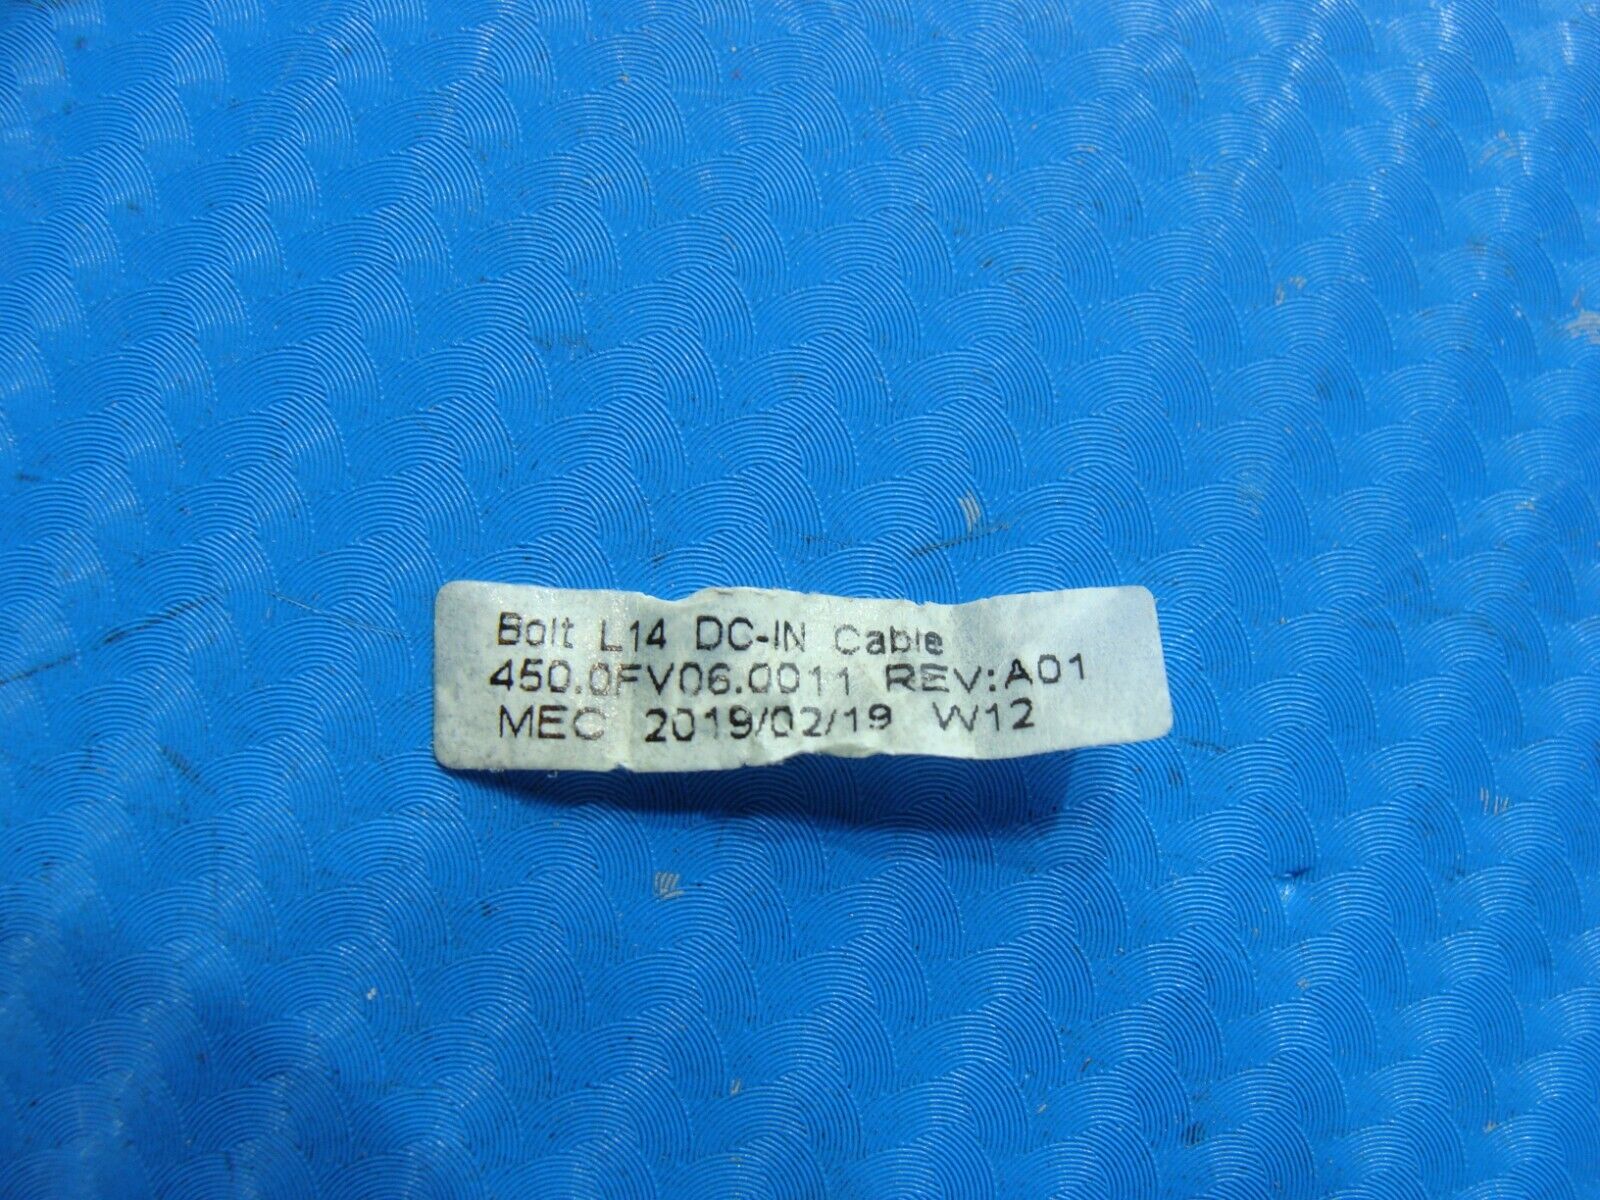 Bolt L14 DC-IN Cable
450.0FV06.0011 REV:A01
MEC 2019/02/19 W12